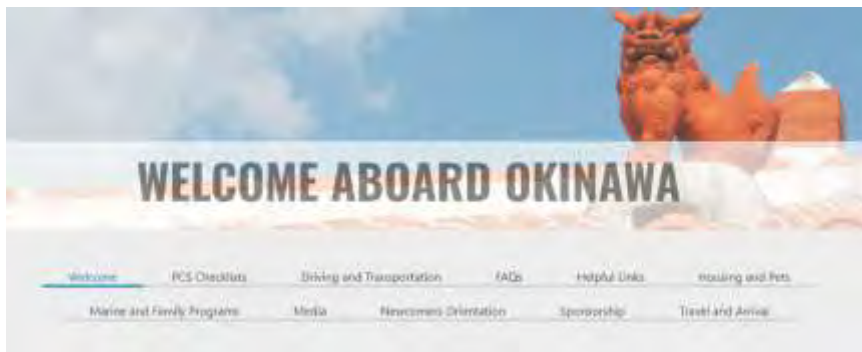 WELCOME ABOARD OKINAWA
Welcome PCS Checklists Driving and Transportation FAQs Helpful Links Housing and Pets
Marine and Family Programs Media Newcomers Orientation Sponsorship Travel and Arrival